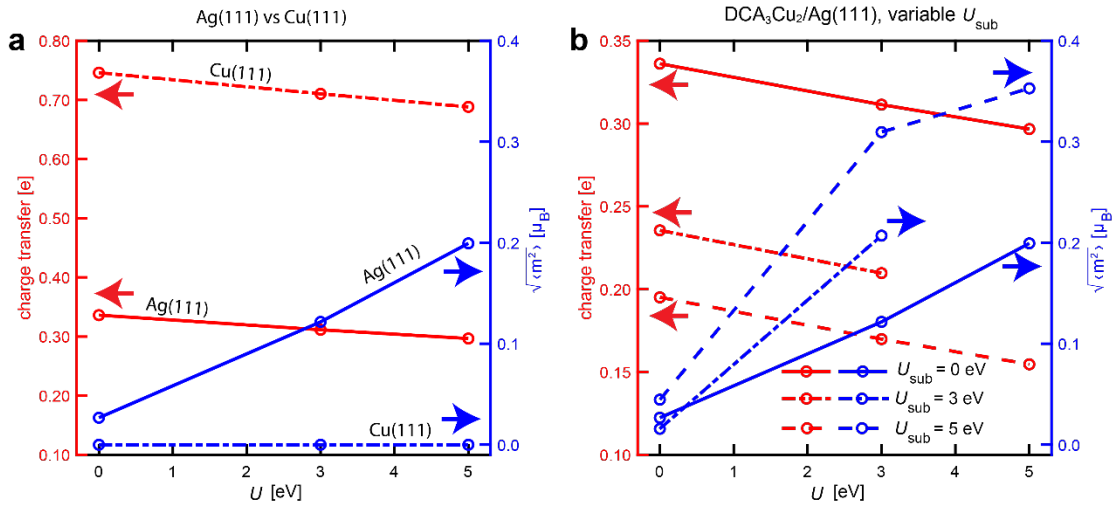 a
Ag(111) vs Cu(111)
0.80
0.70
0.60
0.50
0.40
0.30
0.20
0.10
charge transfer [e]
Cu(111)
Ag(111)
Ag(111)
Cu(111)
0.4
0.3
0.2
0.1
0.0
√⟨m²⟩ [μB]
0 1 2 3 4 5
U [eV]
b
DCA₃Cu₂/Ag(111), variable Usub
0.35
0.30
0.25
0.20
0.15
0.10
charge transfer [e]
Usub = 0 eV
Usub = 3 eV
Usub = 5 eV
0.4
0.3
0.2
0.1
0.0
√⟨m²⟩ [μB]
0 1 2 3 4 5
U [eV]